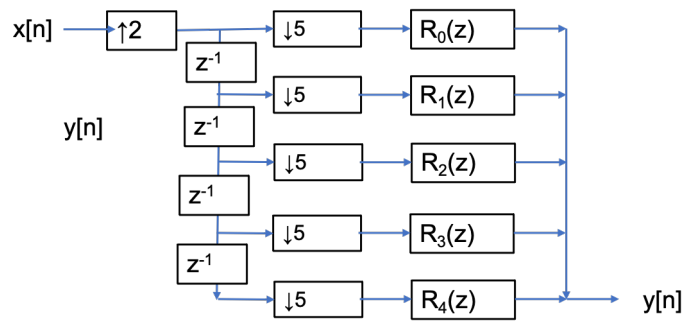 x[n] ↑2 ↓5 R₀(z)
z⁻¹
↓5 R₁(z)
y[n] z⁻¹
↓5 R₂(z)
z⁻¹
↓5 R₃(z)
z⁻¹
↓5 R₄(z) y[n]